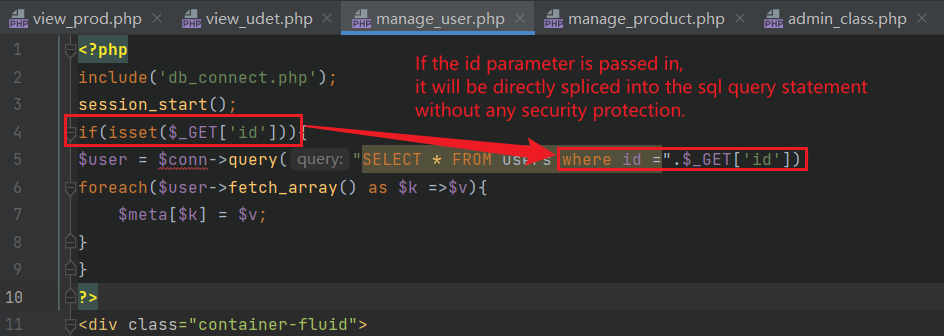 view_prod.php × view_udet.php × manage_user.php × manage_product.php × admin_class.php ×
1 <?php
2 include('db_connect.php');
3 session_start();
4 if(isset($_GET['id'])){
5 $user = $conn->query( query: "SELECT * FROM users where id =".$_GET['id'])
6 foreach($user->fetch_array() as $k =>$v){
7 $meta[$k] = $v;
8 }
9 }
10 ?>
11 <div class="container-fluid">
If the id parameter is passed in,
it will be directly spliced into the sql query statement
without any security protection.